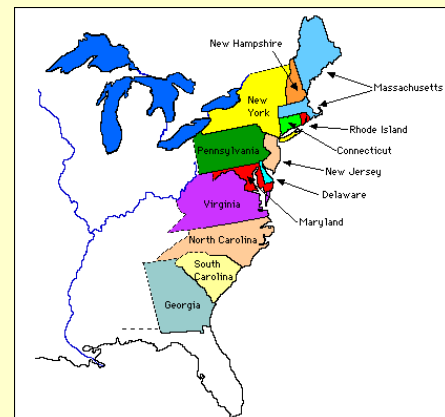 New Hampshire
Massachusetts
New
York
Rhode Island
Connecticut
Pennsylvania
New Jersey
Delaware
Virginia
Maryland
North Carolina
South
Carolina
Georgia